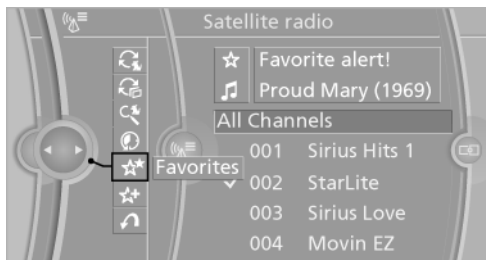 Satellite radio
Favorite alert!
Proud Mary (1969)
All Channels
001 Sirius Hits 1
Favorites
002 StarLite
003 Sirius Love
004 Movin EZ